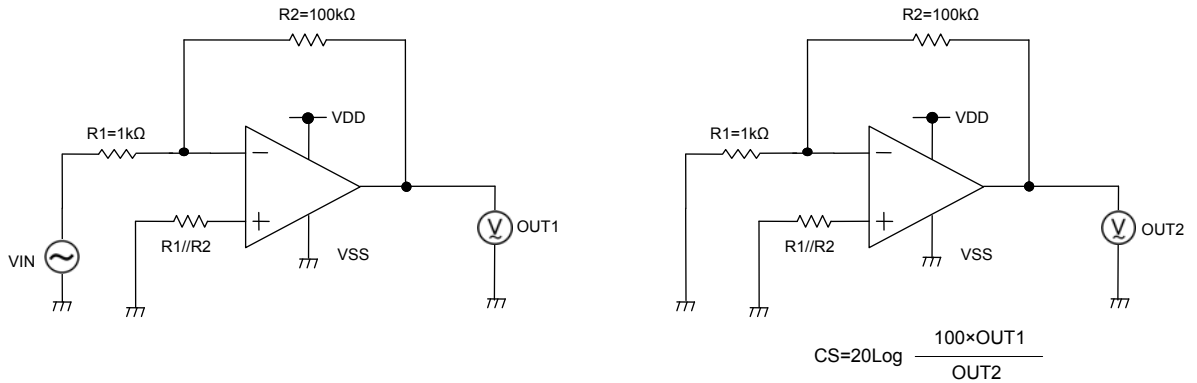 R2=100kΩ
VDD
R1=1kΩ
−
+
R1//R2
VSS
VIN
V
OUT1
R2=100kΩ
VDD
R1=1kΩ
−
+
R1//R2
VSS
V
OUT2
CS=20Log 100×OUT1
OUT2